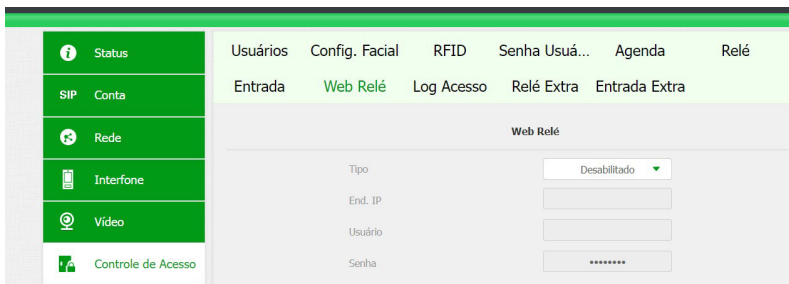 Status
SIP Conta
Rede
Interfone
Vídeo
Controle de Acesso
Usuários Config. Facial RFID Senha Usuá... Agenda Relé
Entrada Web Relé Log Acesso Relé Extra Entrada Extra
Web Relé
Tipo Desabilitado
End. IP
Usuário
Senha ••••••••